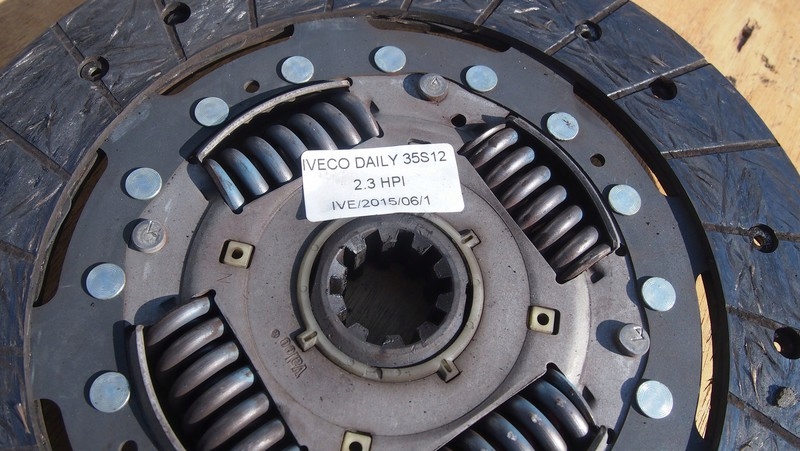 IVECO DAILY 35S12
2.3 HPI
IVE/2015/06/1